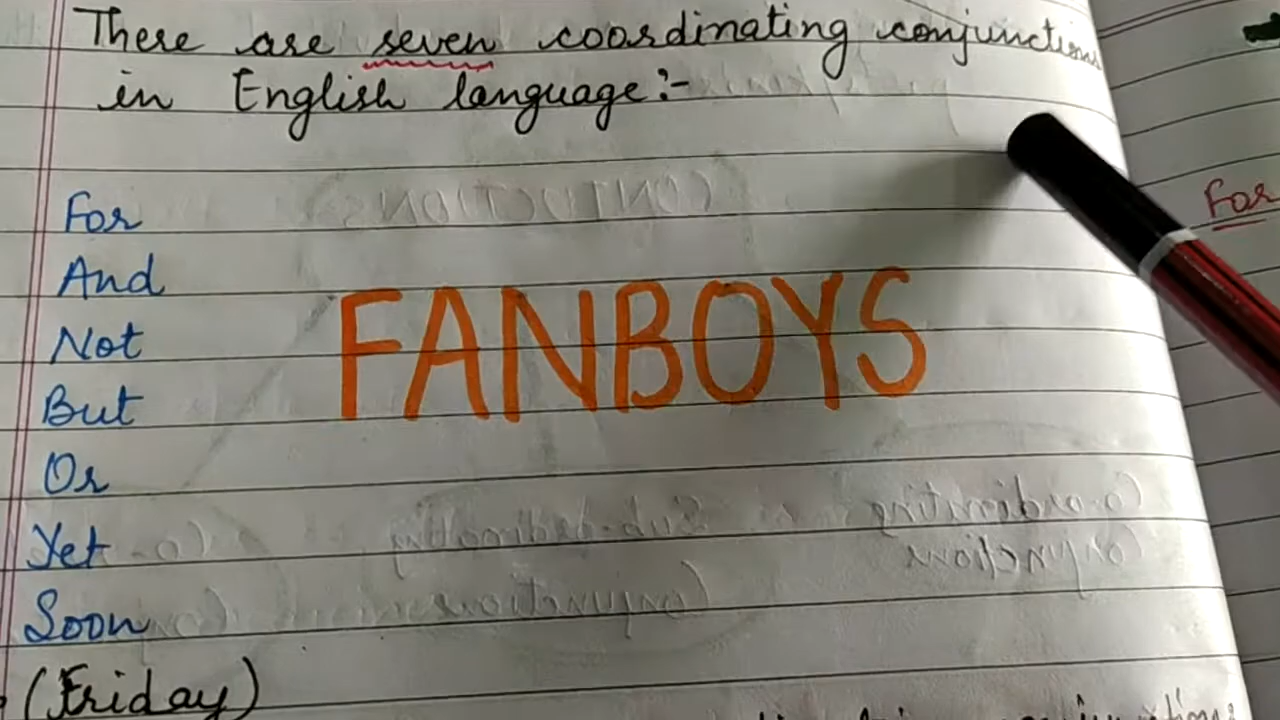 There are seven coordinating conjunctions
in English language:-
For
For
And
Not
FANBOYS
But
Or
Yet
Soon
(Friday)